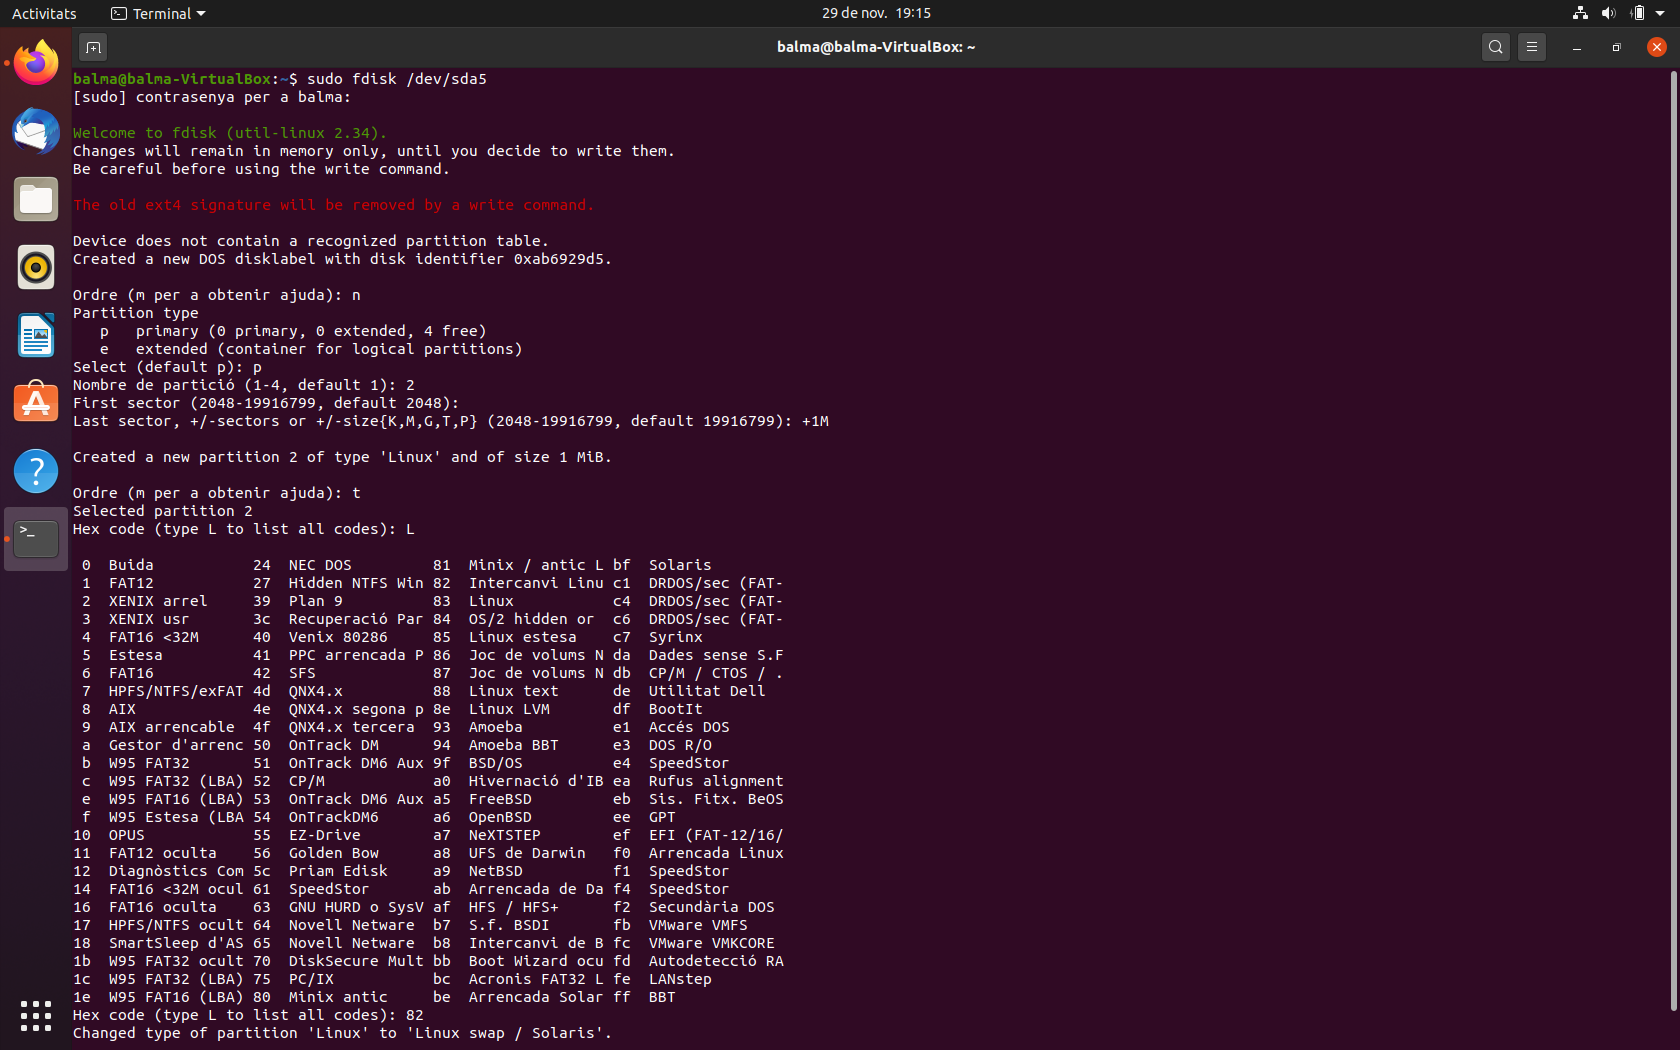 Activitats
Terminal
29 de nov. 19:15
balma@balma-VirtualBox: ~
balma@balma-VirtualBox:~$ sudo fdisk /dev/sda5
[sudo] contrasenya per a balma:
Welcome to fdisk (util-linux 2.34).
Changes will remain in memory only, until you decide to write them.
Be careful before using the write command.
The old ext4 signature will be removed by a write command.
Device does not contain a recognized partition table.
Created a new DOS disklabel with disk identifier 0xab6929d5.
Ordre (m per a obtenir ajuda): n
Partition type
p   primary (0 primary, 0 extended, 4 free)
e   extended (container for logical partitions)
Select (default p): p
Nombre de partició (1-4, default 1): 2
First sector (2048-19916799, default 2048):
Last sector, +/-sectors or +/-size{K,M,G,T,P} (2048-19916799, default 19916799): +1M
Created a new partition 2 of type 'Linux' and of size 1 MiB.
Ordre (m per a obtenir ajuda): t
Selected partition 2
Hex code (type L to list all codes): L
0  Buida           24  NEC DOS         81  Minix / antic L bf  Solaris
1  FAT12           27  Hidden NTFS Win 82  Intercanvi Linu c1  DRDOS/sec (FAT-
2  XENIX arrel     39  Plan 9          83  Linux           c4  DRDOS/sec (FAT-
3  XENIX usr       3c  Recuperació Par 84  OS/2 hidden or  c6  DRDOS/sec (FAT-
4  FAT16 <32M      40  Venix 80286     85  Linux estesa    c7  Syrinx
5  Estesa          41  PPC arrencada P 86  Joc de volums N da  Dades sense S.F
6  FAT16           42  SFS             87  Joc de volums N db  CP/M / CTOS / .
7  HPFS/NTFS/exFAT 4d  QNX4.x          88  Linux text      de  Utilitat Dell
8  AIX             4e  QNX4.x segona p 8e  Linux LVM       df  BootIt
9  AIX arrencable  4f  QNX4.x tercera  93  Amoeba          e1  Accés DOS
a  Gestor d'arrenc 50  OnTrack DM      94  Amoeba BBT      e3  DOS R/O
b  W95 FAT32       51  OnTrack DM6 Aux 9f  BSD/OS          e4  SpeedStor
c  W95 FAT32 (LBA) 52  CP/M            a0  Hivernació d'IB ea  Rufus alignment
e  W95 FAT16 (LBA) 53  OnTrack DM6 Aux a5  FreeBSD         eb  Sis. Fitx. BeOS
f  W95 Estesa (LBA 54  OnTrackDM6      a6  OpenBSD         ee  GPT
10  OPUS            55  EZ-Drive        a7  NeXTSTEP        ef  EFI (FAT-12/16/
11  FAT12 oculta    56  Golden Bow      a8  UFS de Darwin   f0  Arrencada Linux
12  Diagnòstics Com 5c  Priam Edisk     a9  NetBSD          f1  SpeedStor
14  FAT16 <32M ocul 61  SpeedStor       ab  Arrencada de Da f4  SpeedStor
16  FAT16 oculta    63  GNU HURD o SysV af  HFS / HFS+      f2  Secundària DOS
17  HPFS/NTFS ocult 64  Novell Netware  b7  S.f. BSDI       fb  VMware VMFS
18  SmartSleep d'AS 65  Novell Netware  b8  Intercanvi de B fc  VMware VMKCORE
1b  W95 FAT32 ocult 70  DiskSecure Mult bb  Boot Wizard ocu fd  Autodetecció RA
1c  W95 FAT32 (LBA) 75  PC/IX           bc  Acronis FAT32 L fe  LANstep
1e  W95 FAT16 (LBA) 80  Minix antic     be  Arrencada Solar ff  BBT
Hex code (type L to list all codes): 82
Changed type of partition 'Linux' to 'Linux swap / Solaris'.